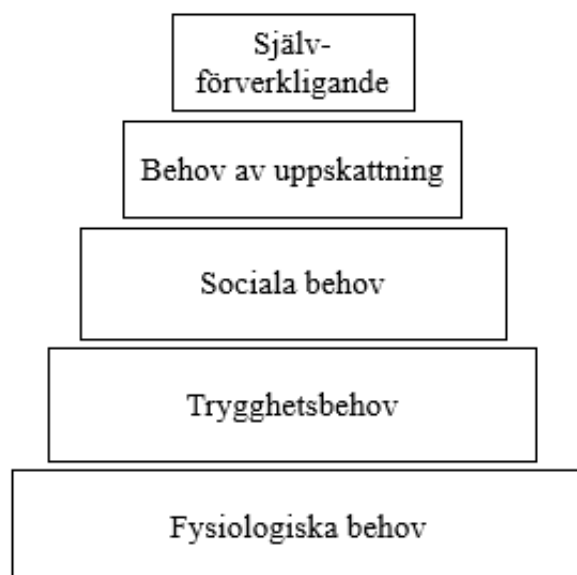 Själv-
förverkligande
Behov av uppskattning
Sociala behov
Trygghetsbehov
Fysiologiska behov